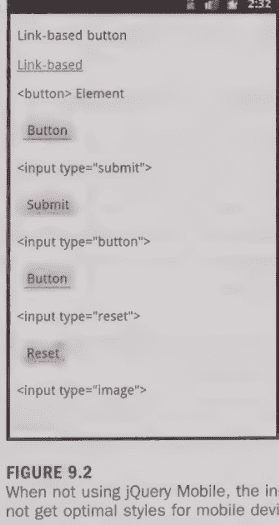 2:32
Link-based button
Link-based
<button> Element
Button
<input type="submit">
Submit
<input type="button">
Button
<input type="reset">
Reset
<input type="image">
FIGURE 9.2
When not using jQuery Mobile, the in
not get optimal styles for mobile devi